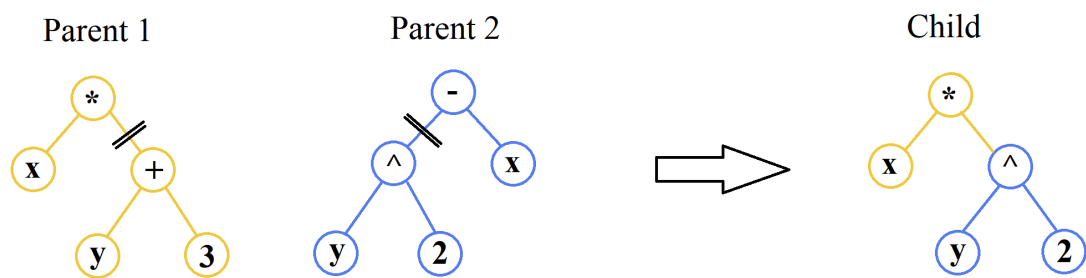 Parent 1 Parent 2 Child
* - *
x + ^ x x ^
y 3 y 2 y 2